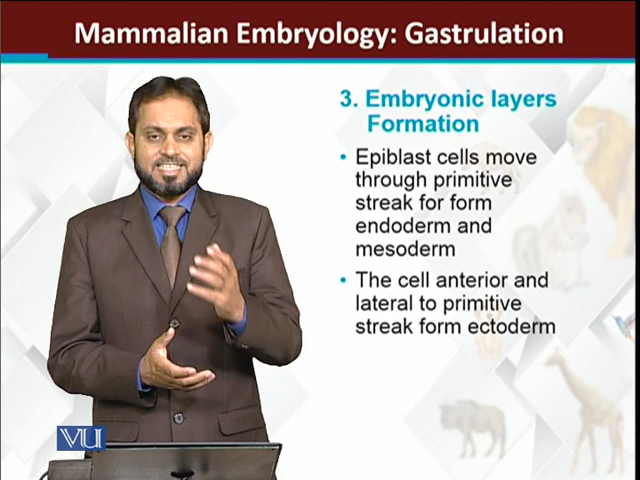 Mammalian Embryology: Gastrulation
3. Embryonic layers
Formation
• Epiblast cells move
through primitive
streak for form
endoderm and
mesoderm
• The cell anterior and
lateral to primitive
streak form ectoderm
VU